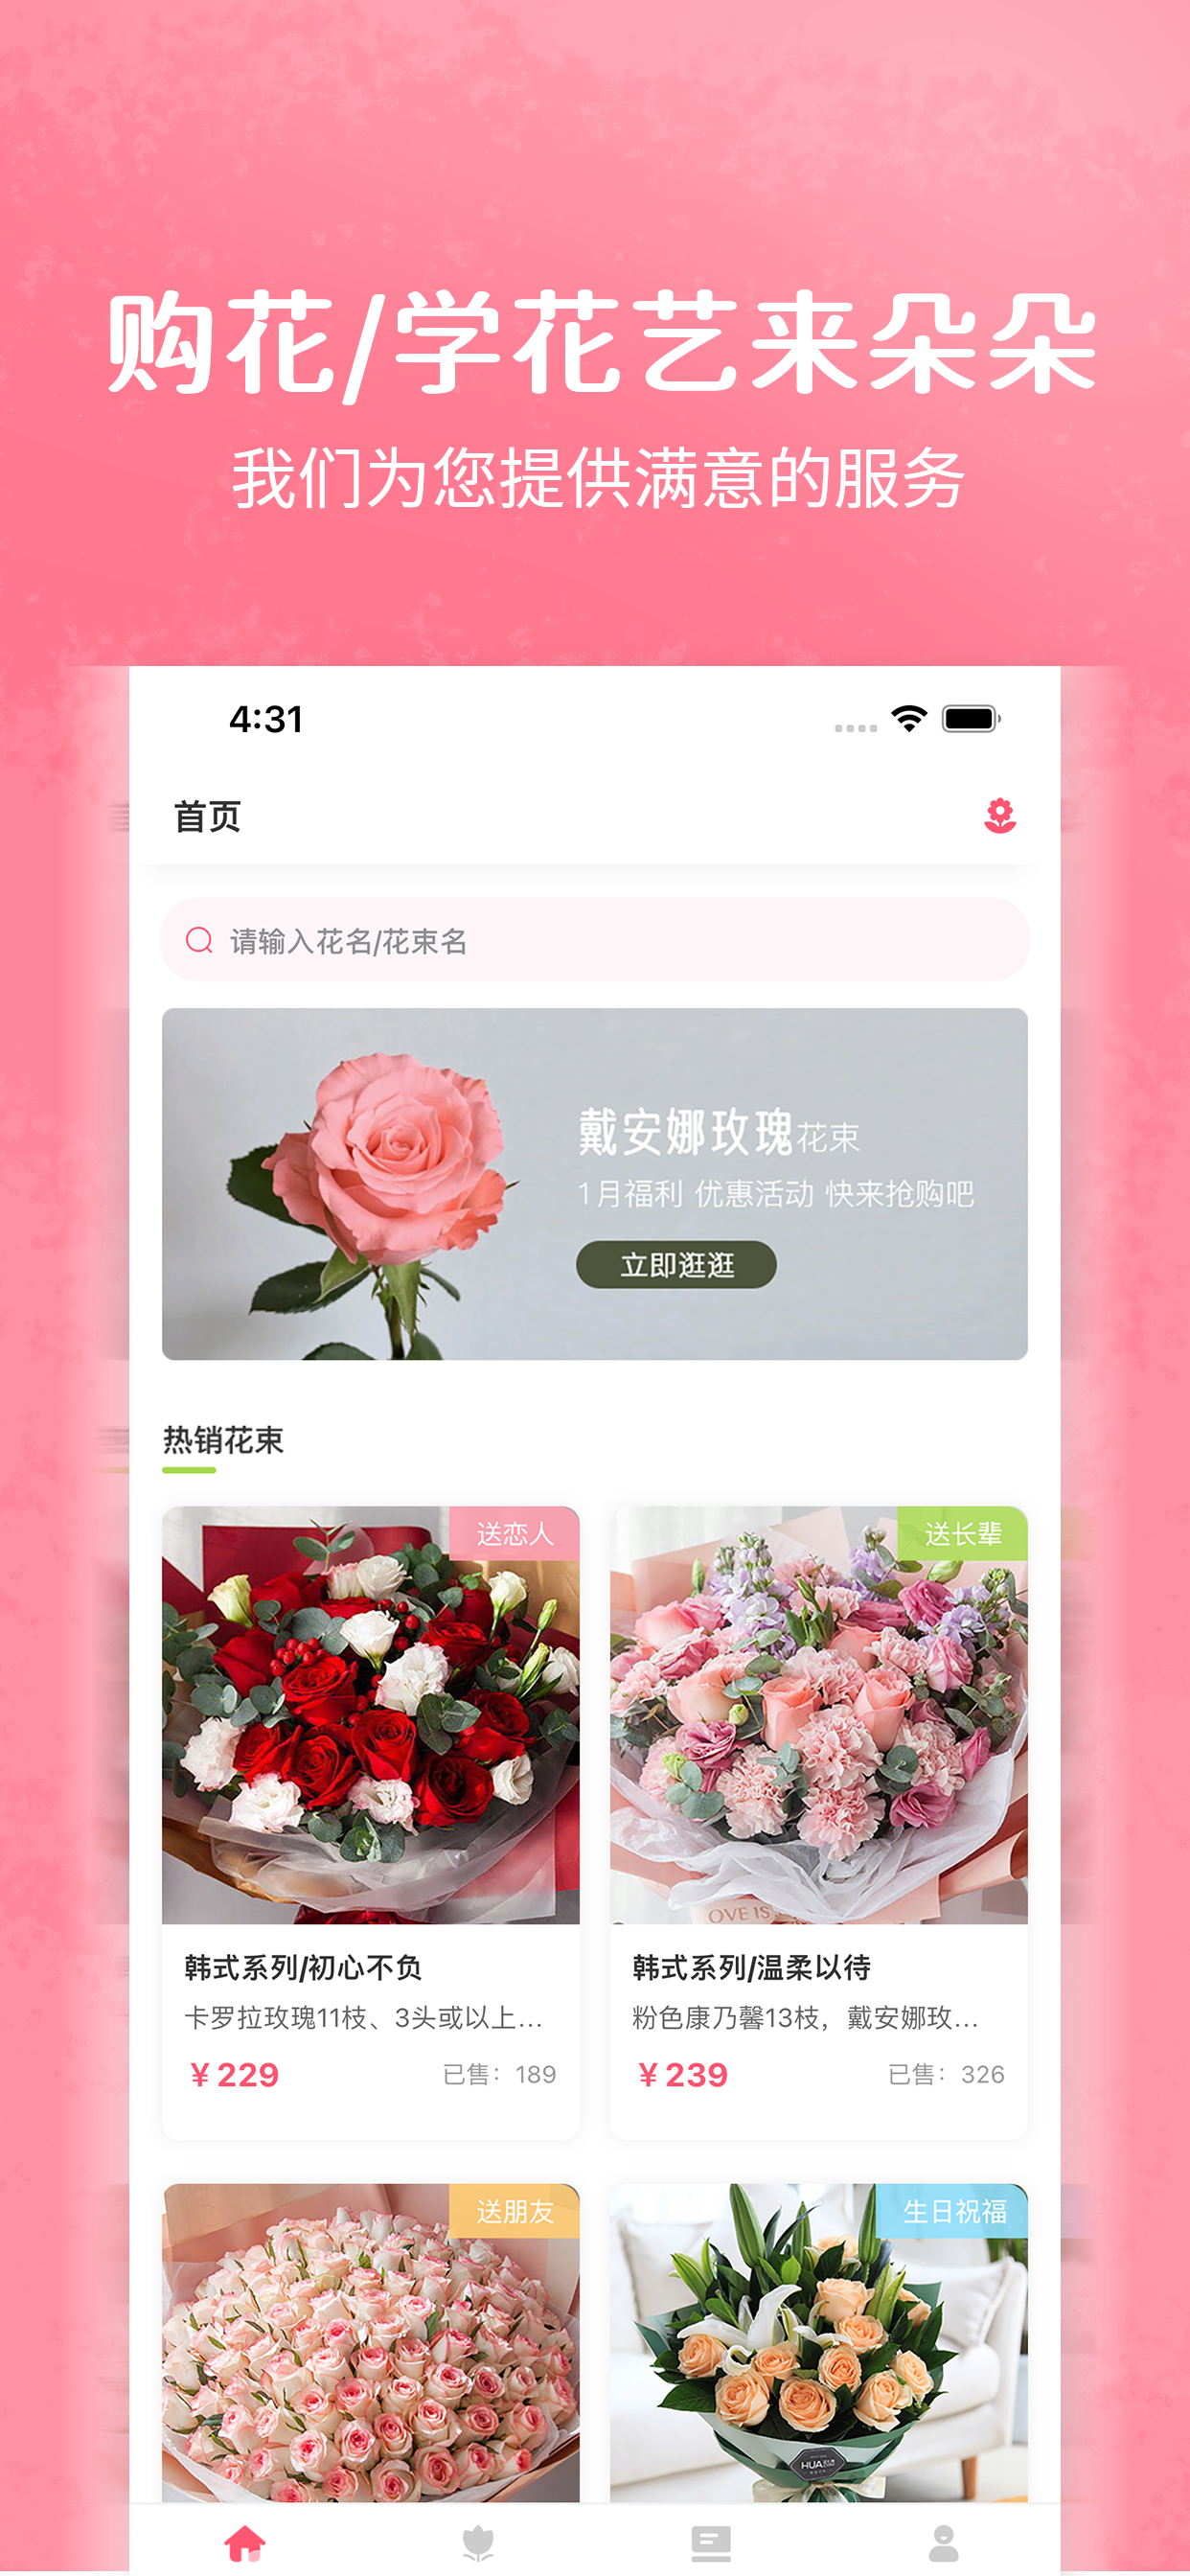 购花/学花艺来朵朵
我们为您提供满意的服务
4:31
首页
请输入花名/花束名
戴安娜玫瑰花束
1月福利 优惠活动 快来抢购吧
立即逛逛
热销花束
送恋人
送长辈
OVE IS
韩式系列/初心不负
韩式系列/温柔以待
卡罗拉玫瑰11枝、3头或以上...
粉色康乃馨13枝，戴安娜玫...
¥ 229
已售：189
¥ 239
已售：326
送朋友
生日祝福
HUA